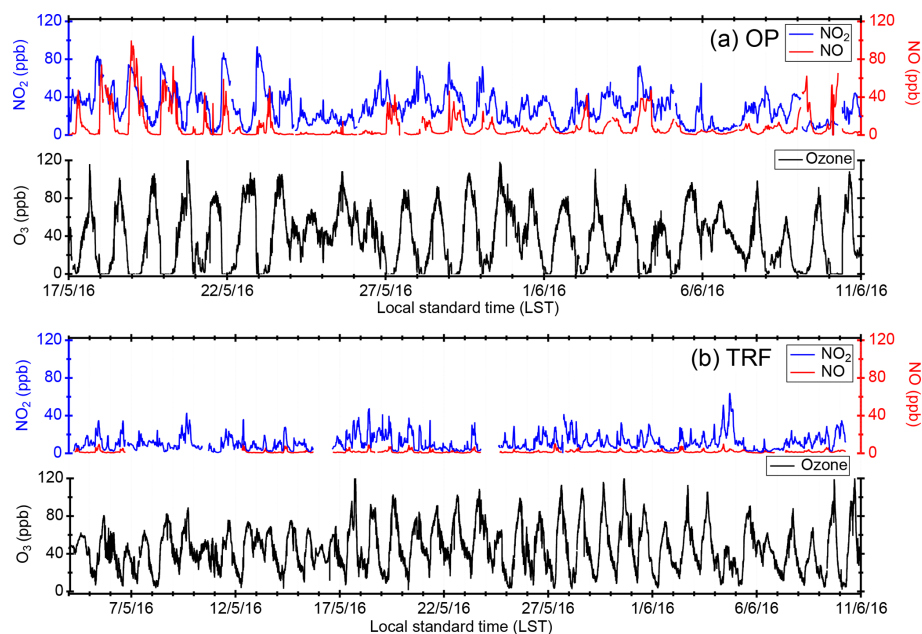 (a) OP
NO2
NO
NO2 (ppb)
120
80
40
0
120
80
40
0
NO (ppb)
Ozone
O3 (ppb)
120
80
40
0
17/5/16 22/5/16 27/5/16 1/6/16 6/6/16 11/6/16
Local standard time (LST)
(b) TRF
NO2
NO
NO2 (ppb)
120
80
40
0
120
80
40
0
NO (ppb)
Ozone
O3 (ppb)
120
80
40
0
7/5/16 12/5/16 17/5/16 22/5/16 27/5/16 1/6/16 6/6/16 11/6/16
Local standard time (LST)